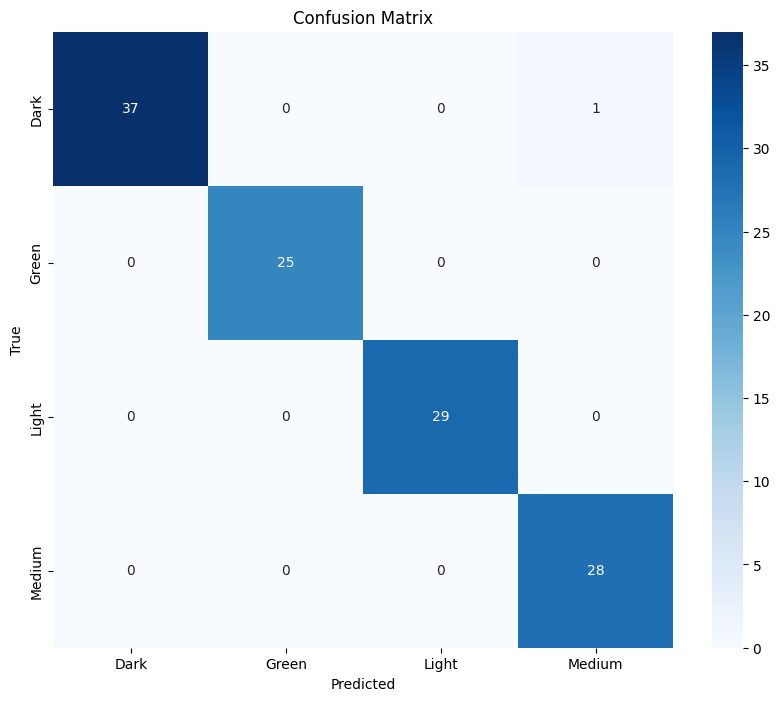 Confusion Matrix
Dark 37 0 0 1
Green 0 25 0 0
Light 0 0 29 0
Medium 0 0 0 28
Dark Green Light Medium
Predicted
True
35
30
25
20
15
10
5
0